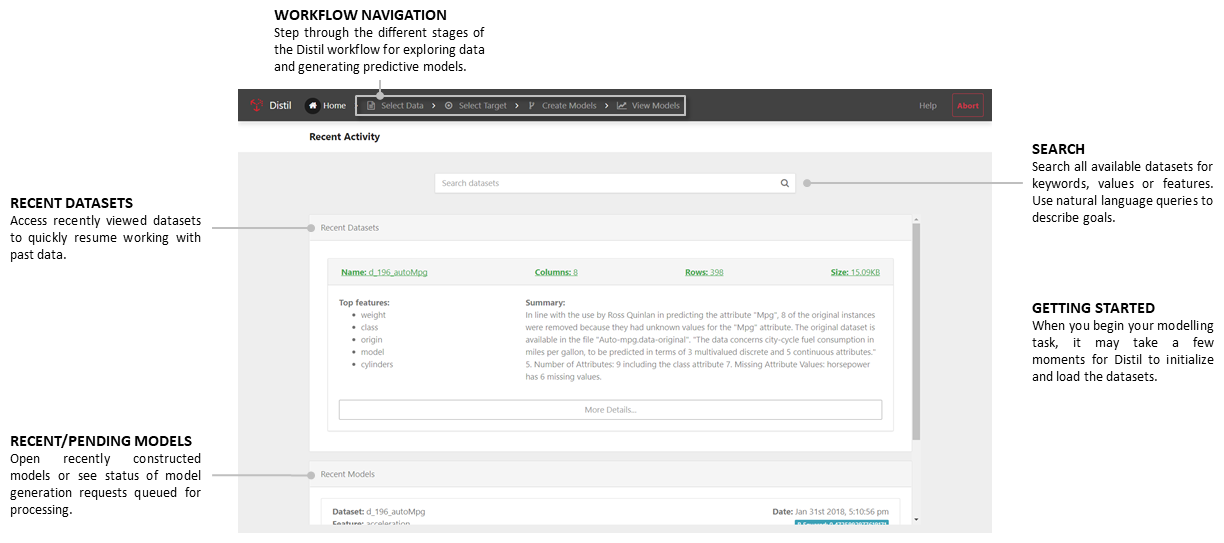 WORKFLOW NAVIGATION
Step through the different stages of
the Distil workflow for exploring data
and generating predictive models.
Distil Home Select Data Select Target Create Models View Models Help Abort
Recent Activity
Search datasets
SEARCH
Search all available datasets for
keywords, values or features.
Use natural language queries to
describe goals.
RECENT DATASETS
Access recently viewed datasets
to quickly resume working with
past data.
Recent Datasets
Name: d_196_autoMpg Columns: 8 Rows: 398 Size: 15.09KB
Top features:
• weight
• class
• origin
• model
• cylinders
Summary:
In line with the use by Ross Quinlan in predicting the attribute "Mpg", 8 of the original instances
were removed because they had unknown values for the "Mpg" attribute. The original dataset is
available in the file "Auto-mpg.data-original". "The data concerns city-cycle fuel consumption in
miles per gallon, to be predicted in terms of 3 multivalued discrete and 5 continuous attributes."
5. Number of Attributes: 9 including the class attribute 7. Missing Attribute Values: horsepower
has 6 missing values.
More Details...
GETTING STARTED
When you begin your modelling
task, it may take a few
moments for Distil to initialize
and load the datasets.
RECENT/PENDING MODELS
Open recently constructed
models or see status of model
generation requests queued for
processing.
Recent Models
Dataset: d_196_autoMpg Date: Jan 31st 2018, 5:10:56 pm
Feature: acceleration